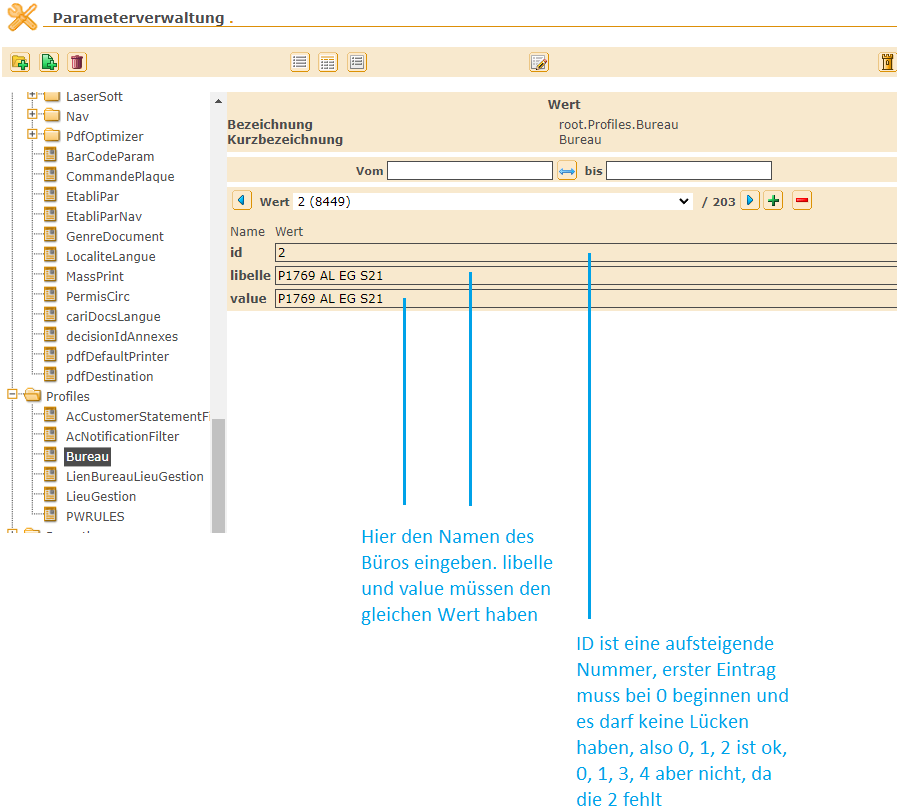 Parameterverwaltung .
LaserSoft
Nav
PdfOptimizer
BarCodeParam
CommandePlaque
EtabliPar
EtabliParNav
GenreDocument
LocaliteLangue
MassPrint
PermisCirc
cariDocsLangue
decisionIdAnnexes
pdfDefaultPrinter
pdfDestination
Profiles
AcCustomerStatementFi
AcNotificationFilter
Bureau
LienBureauLieuGestion
LieuGestion
PWRULES
Wert
Bezeichnung root.Profiles.Bureau
Kurzbezeichnung Bureau
Vom bis
Wert 2 (8449) / 203
Name Wert
id 2
libelle P1769 AL EG S21
value P1769 AL EG S21
Hier den Namen des
Büros eingeben. libelle
und value müssen den
gleichen Wert haben
ID ist eine aufsteigende
Nummer, erster Eintrag
muss bei 0 beginnen und
es darf keine Lücken
haben, also 0, 1, 2 ist ok,
0, 1, 3, 4 aber nicht, da
die 2 fehlt